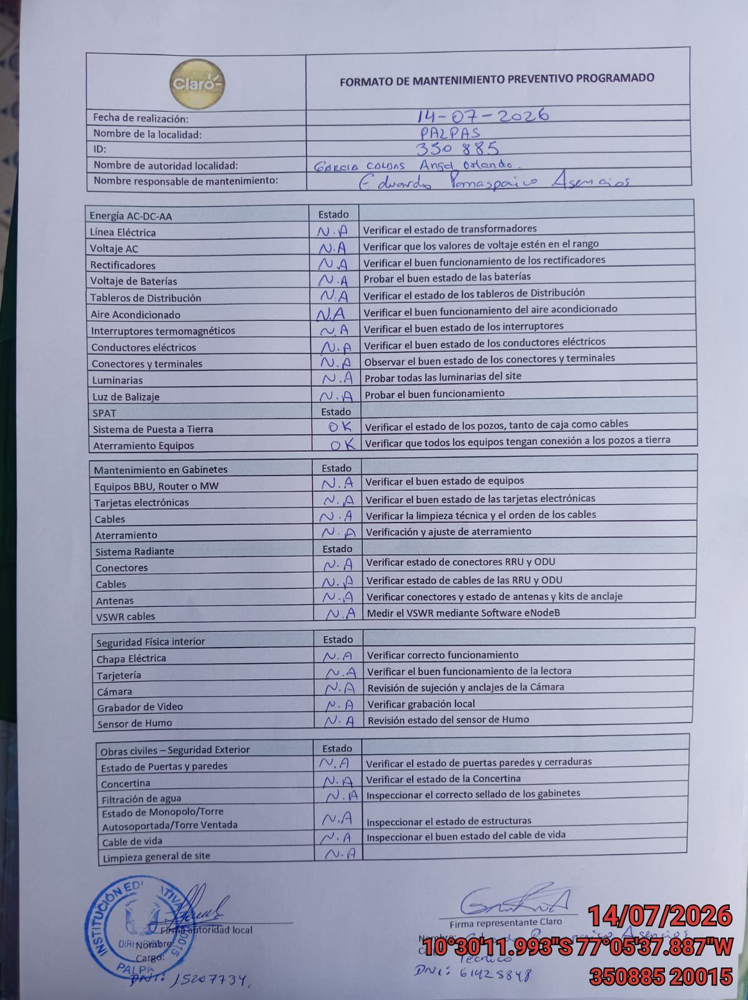 Claro
FORMATO DE MANTENIMIENTO PREVENTIVO PROGRAMADO
Fecha de realización: 14-07-2026
Nombre de la localidad: PALPAS
ID: 350 885
Nombre de autoridad localidad: GARCIA COLDAS Angel Orlando.
Nombre responsable de mantenimiento: Eduardo Pomaspaico Asencios
Energía AC-DC-AA Estado
Línea Eléctrica N.A Verificar el estado de transformadores
Voltaje AC N.A Verificar que los valores de voltaje estén en el rango
Rectificadores N.A Verificar el buen funcionamiento de los rectificadores
Voltaje de Baterías N.A Probar el buen estado de las baterías
Tableros de Distribución N.A Verificar el estado de los tableros de Distribución
Aire Acondicionado N.A Verificar el buen funcionamiento del aire acondicionado
Interruptores termomagnéticos N.A Verificar el buen estado de los interruptores
Conductores eléctricos N.A Verificar el buen estado de los conductores eléctricos
Conectores y terminales N.A Observar el buen estado de los conectores y terminales
Luminarias N.A Probar todas las luminarias del site
Luz de Balizaje N.A Probar el buen funcionamiento
SPAT Estado
Sistema de Puesta a Tierra OK Verificar el estado de los pozos, tanto de caja como cables
Aterramiento Equipos OK Verificar que todos los equipos tengan conexión a los pozos a tierra
Mantenimiento en Gabinetes Estado
Equipos BBU, Router o MW N.A Verificar el buen estado de equipos
Tarjetas electrónicas N.A Verificar el buen estado de las tarjetas electrónicas
Cables N.A Verificar la limpieza técnica y el orden de los cables
Aterramiento N.A Verificación y ajuste de aterramiento
Sistema Radiante Estado
Conectores N.A Verificar estado de conectores RRU y ODU
Cables N.A Verificar estado de cables de las RRU y ODU
Antenas N.A Verificar conectores y estado de antenas y kits de anclaje
VSWR cables N.A Medir el VSWR mediante Software eNodeB
Seguridad Física interior Estado
Chapa Eléctrica N.A Verificar correcto funcionamiento
Tarjetería N.A Verificar el buen funcionamiento de la lectora
Cámara N.A Revisión de sujeción y anclajes de la Cámara
Grabador de Video N.A Verificar grabación local
Sensor de Humo N.A Revisión estado del sensor de Humo
Obras civiles – Seguridad Exterior Estado
Estado de Puertas y paredes N.A Verificar el estado de puertas paredes y cerraduras
Concertina N.A Verificar el estado de la Concertina
Filtración de agua N.A Inspeccionar el correcto sellado de los gabinetes
Estado de Monopolo/Torre
Autosoportada/Torre Ventada N.A Inspeccionar el estado de estructuras
Cable de vida N.A Inspeccionar el buen estado del cable de vida
Limpieza general de site N.A
INSTITUCIÓN
20015
PALPA
Firma autoridad local
Nombre:
Cargo:
DNI: 15207734.
Firma representante Claro
Asencios
Técnico
DNI: 61425848
14/07/2026
10°30'11.993"S 77°05'37.887"W
350885 20015